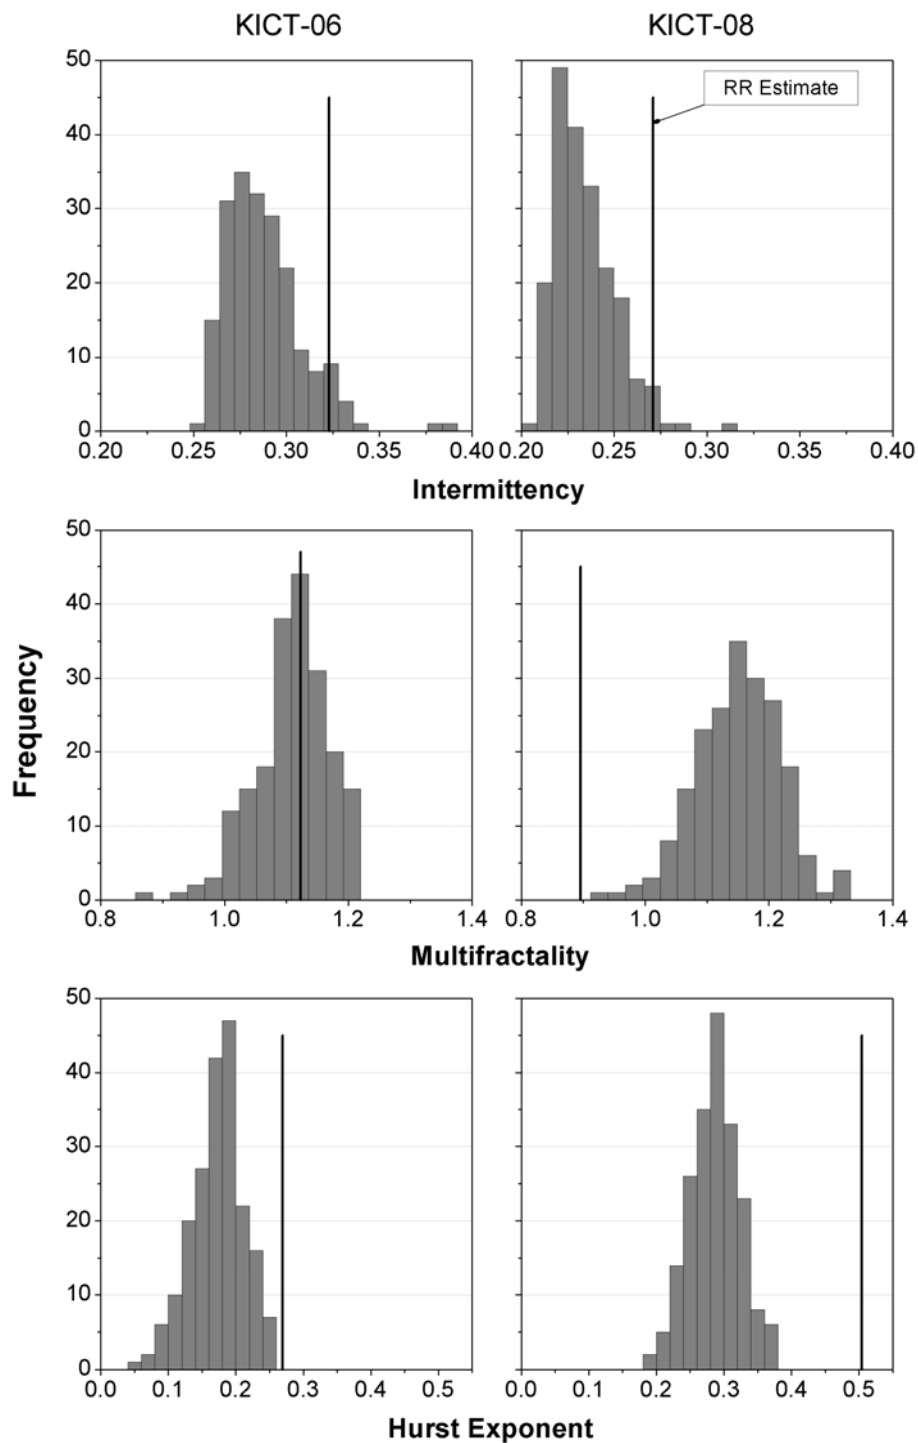 KICT-06 KICT-08
50
40
30
20
10
0
RR Estimate
0.20 0.25 0.30 0.35 0.40 0.20 0.25 0.30 0.35 0.40
Intermittency
50
40
30
20
10
0
0.8 1.0 1.2 1.4 0.8 1.0 1.2 1.4
Multifractality
Frequency
50
40
30
20
10
0
0.0 0.1 0.2 0.3 0.4 0.5 0.0 0.1 0.2 0.3 0.4 0.5
Hurst Exponent